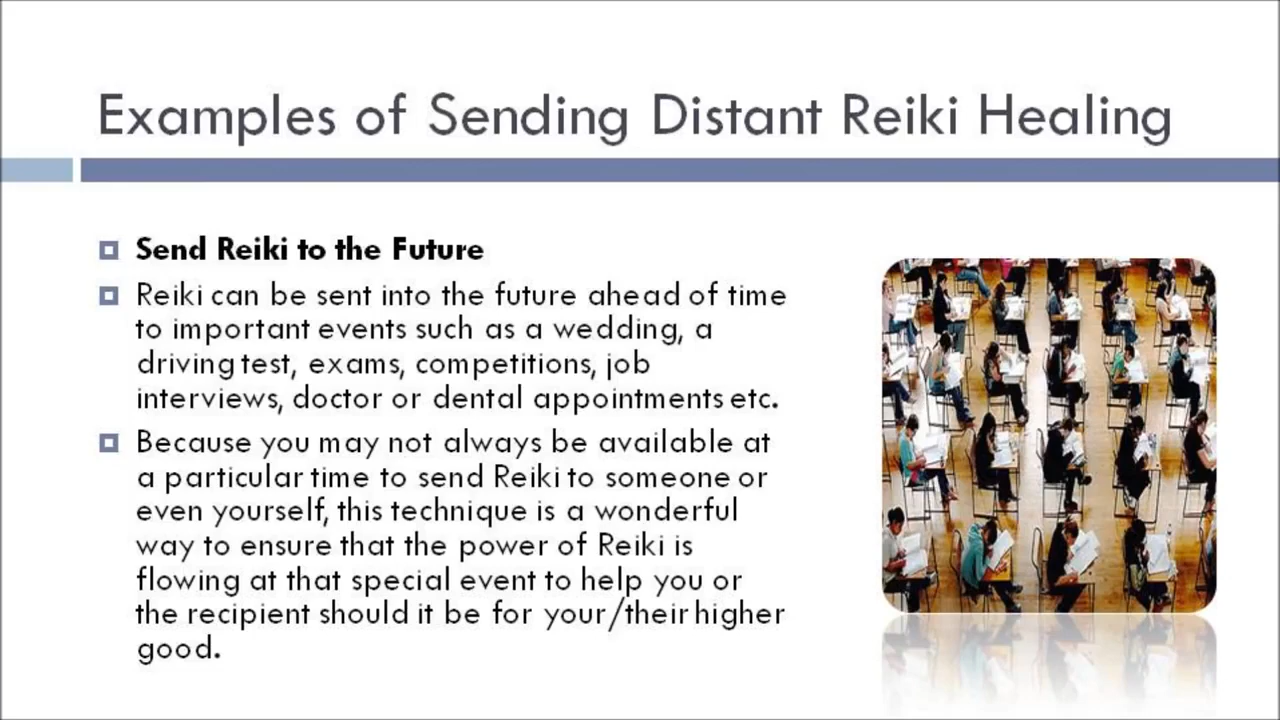 Examples of Sending Distant Reiki Healing
Send Reiki to the Future
Reiki can be sent into the future ahead of time
to important events such as a wedding, a
driving test, exams, competitions, job
interviews, doctor or dental appointments etc.
Because you may not always be available at
a particular time to send Reiki to someone or
even yourself, this technique is a wonderful
way to ensure that the power of Reiki is
flowing at that special event to help you or
the recipient should it be for your/their higher
good.